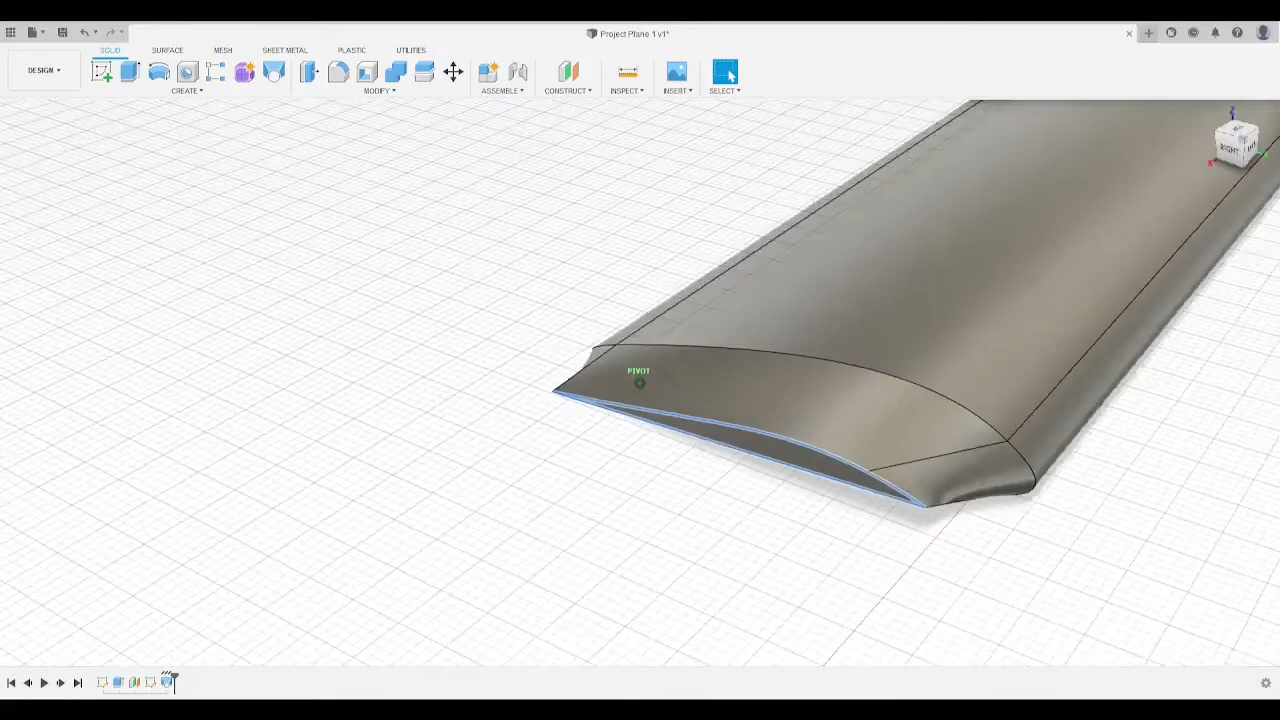 Project Plane 1 v1*
SOLID SURFACE MESH SHEET METAL PLASTIC UTILITIES
DESIGN
CREATE MODIFY ASSEMBLE CONSTRUCT INSPECT INSERT SELECT
Z
RIGHT
X
PIVOT